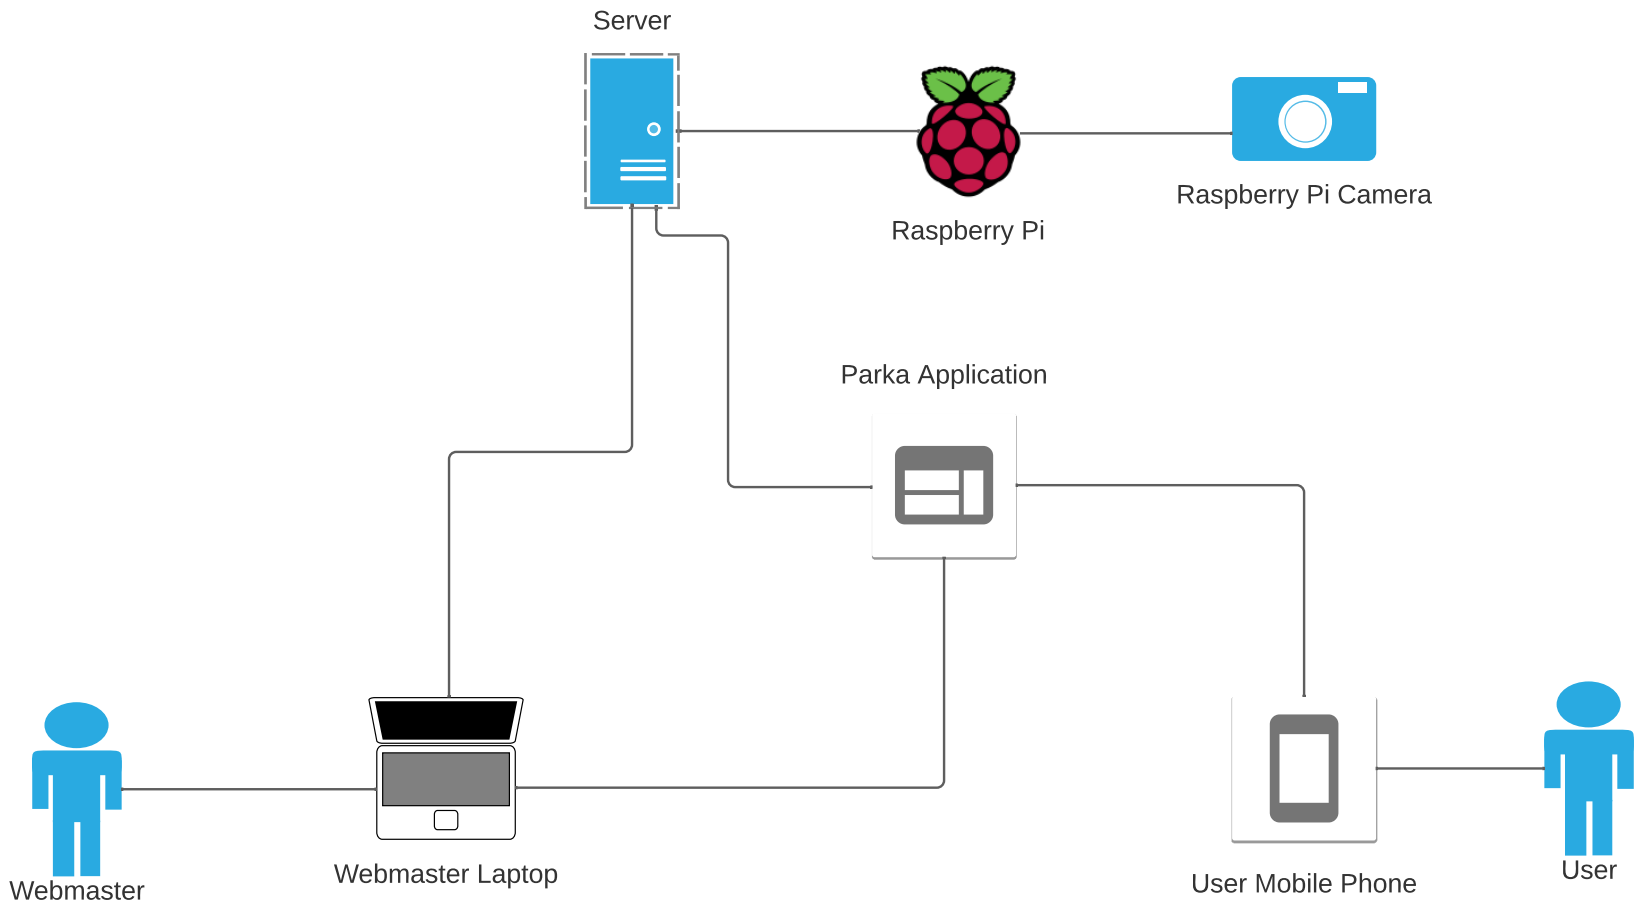 Server
Raspberry Pi Camera
Raspberry Pi
Parka Application
Webmaster Laptop
Webmaster
User Mobile Phone
User